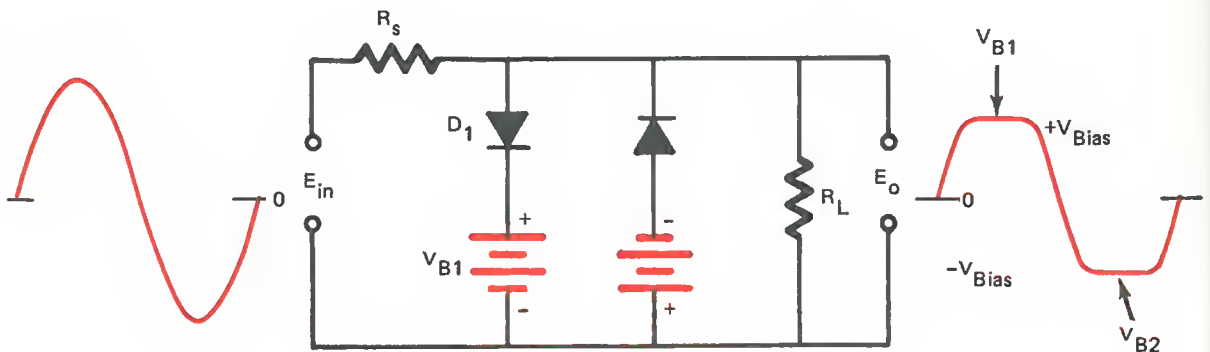 R_s
V_B1
D_1
+V_Bias
0
E_in
R_L
E_o
0
+
-
V_B1
-V_Bias
-
+
V_B2